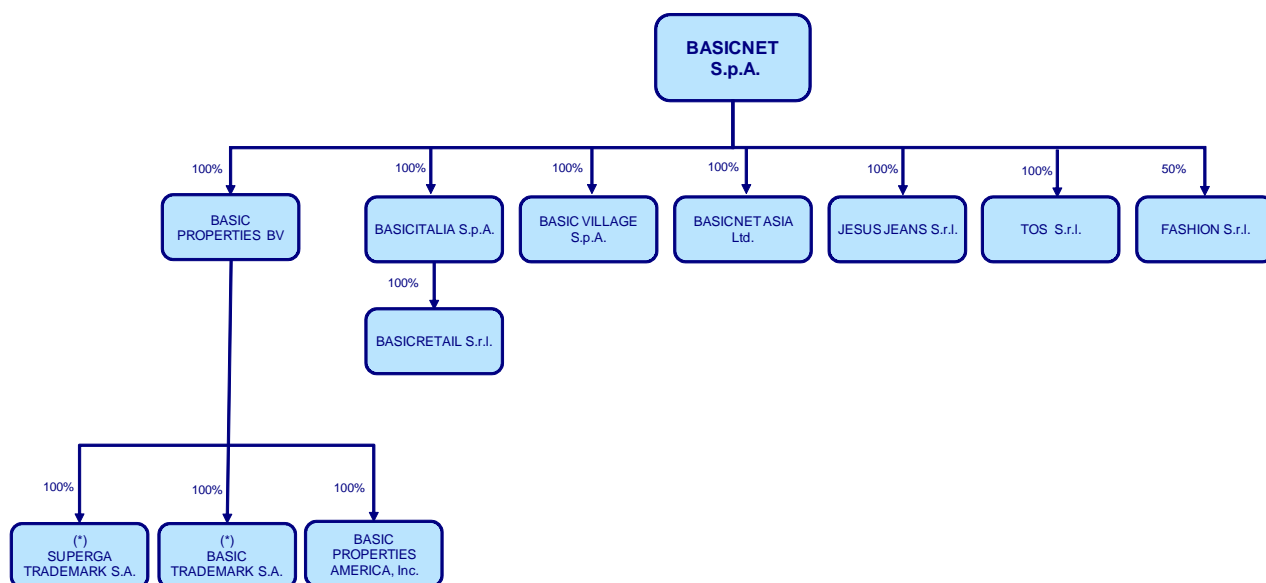 BASICNET
S.p.A.
100%
100%
100%
100%
100%
100%
50%
BASIC
PROPERTIES BV
BASICITALIA S.p.A.
BASIC VILLAGE
S.p.A.
BASICNET ASIA
Ltd.
JESUS JEANS S.r.l.
TOS S.r.l.
FASHION S.r.l.
100%
BASICRETAIL S.r.l.
100%
100%
100%
(*)
SUPERGA
TRADEMARK S.A.
(*)
BASIC
TRADEMARK S.A.
BASIC
PROPERTIES
AMERICA, Inc.